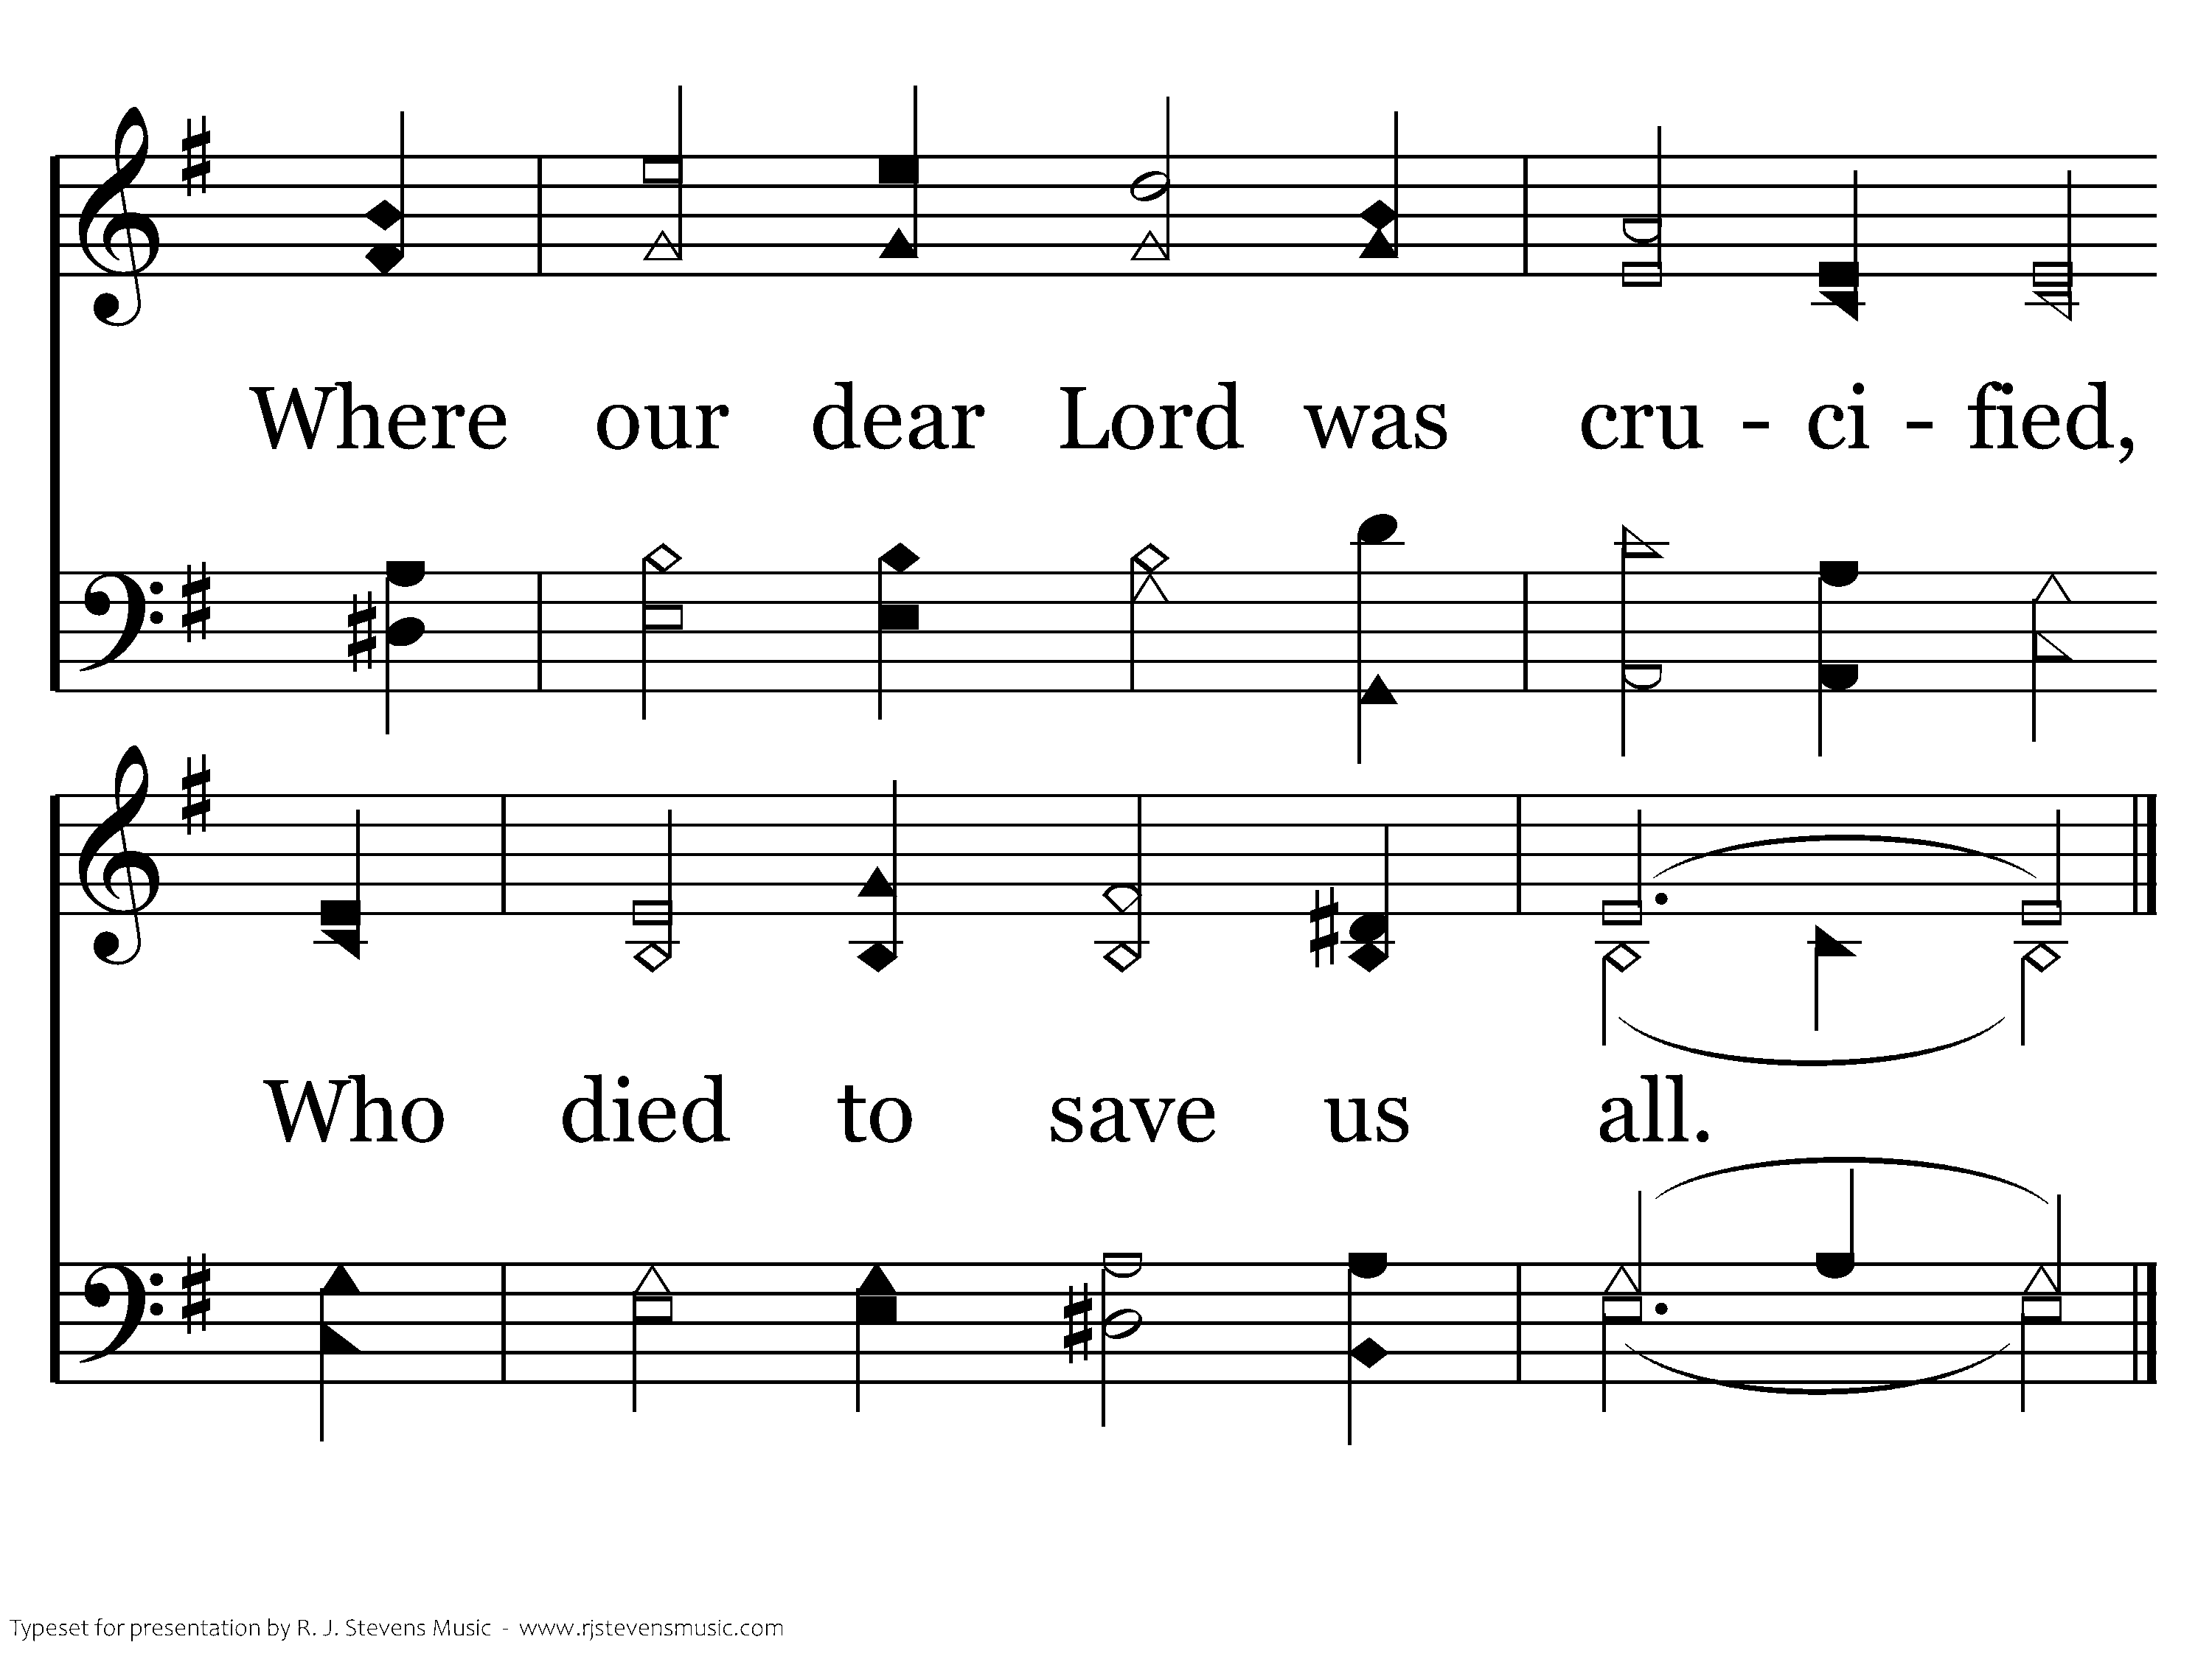 Where our dear Lord was cru - ci - fied,
Who died to save us all.
Typeset for presentation by R. J. Stevens Music - www.rjstevensmusic.com